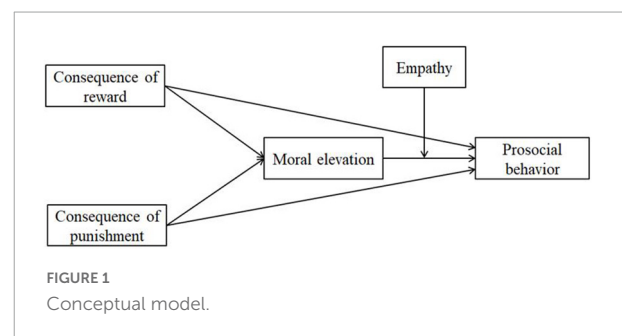 Consequence of
reward
Empathy
Moral elevation
Prosocial
behavior
Consequence of
punishment
FIGURE 1
Conceptual model.